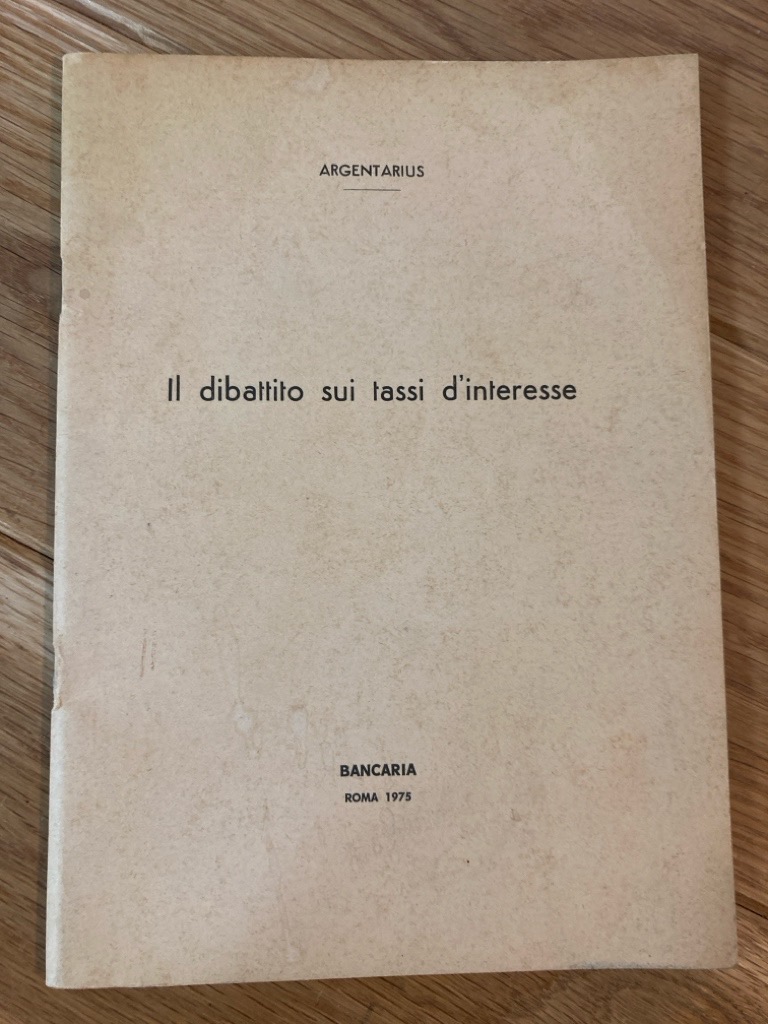 ARGENTARIUS
Il dibattito sui tassi d'interesse
BANCARIA
ROMA 1975